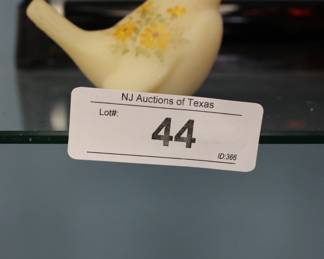 NJ Auctions of Texas
Lot#:
44
ID:366